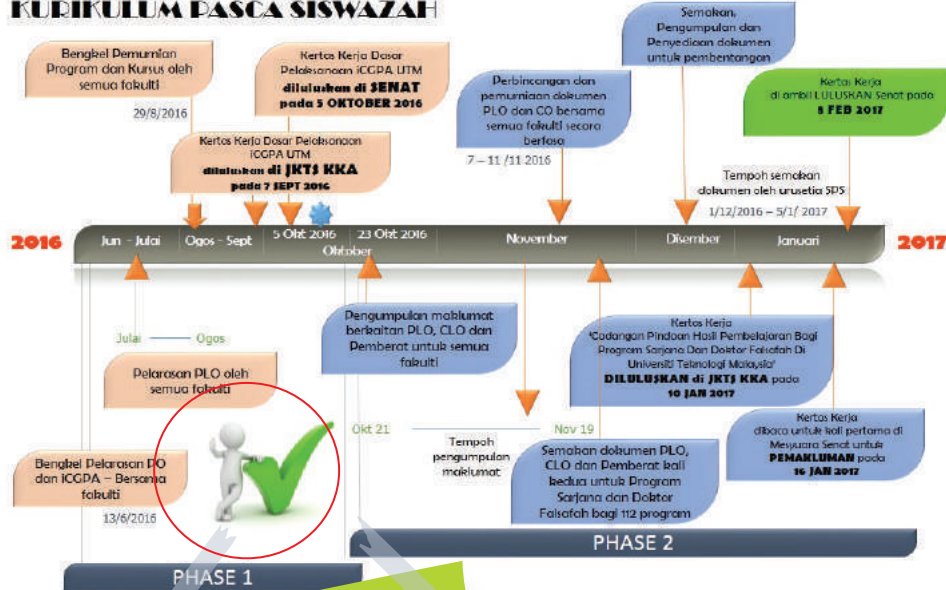 KURIKULUM PASCA SISWAZAH
Bengkel Pemurnian
Program dan Kursus oleh
semua fakulti
29/8/2016
Kertas Kerja Dasar
Pelaksanaan iCGPA UTM
diluluskan di SENAT
pada 5 OKTOBER 2016
Kertas Kerja Dasar Pelaksanaan
iCGPA UTM
diluluskan di JKTS KKA
pada 7 SEPT 2016
Perbincangan dan
pemurniaan dokumen
PLO dan CO bersama
semua fakulti secara
berfasa
7 – 11 /11 2016
Semakan,
Pengumpulan dan
Penyediaan dokumen
untuk pembentangan
Kertas Kerja
di ambil LULUSKAN Senat pada
8 FEB 2017
Tempoh semakan
dokumen oleh urusetia SPS
1/12/2016 – 5/1/ 2017
2016
Jun - Julai
Ogos - Sept
5 Okt 2016
23 Okt 2016
Oktober
November
Disember
Januari
2017
Julai
Ogos
Pelarasan PLO oleh
semua fakulti
Bengkel Pelarasan PO
dan iCGPA – Bersama
fakulti
13/6/2016
Pengumpulan maklumat
berkaitan PLO, CLO dan
Pemberat untuk semua
fakulti
Okt 21
Nov 19
Tempoh
pengumpulan
maklumat
Semakan dokumen PLO,
CLO dan Pemberat kali
kedua untuk Program
Sarjana dan Doktor
Falsafah bagi 112 program
Kertas Kerja
'Cadangan Pindaan Hasil Pembelajaran Bagi
Program Sarjana Dan Doktor Falsafah Di
Universiti Teknologi Malaysia'
DILULUSKAN di JKTS KKA pada
10 JAN 2017
Kertas Kerja
dibaca untuk kali pertama di
Mesyuara Senat untuk
PEMAKLUMAN pada
16 JAN 2017
PHASE 2
PHASE 1